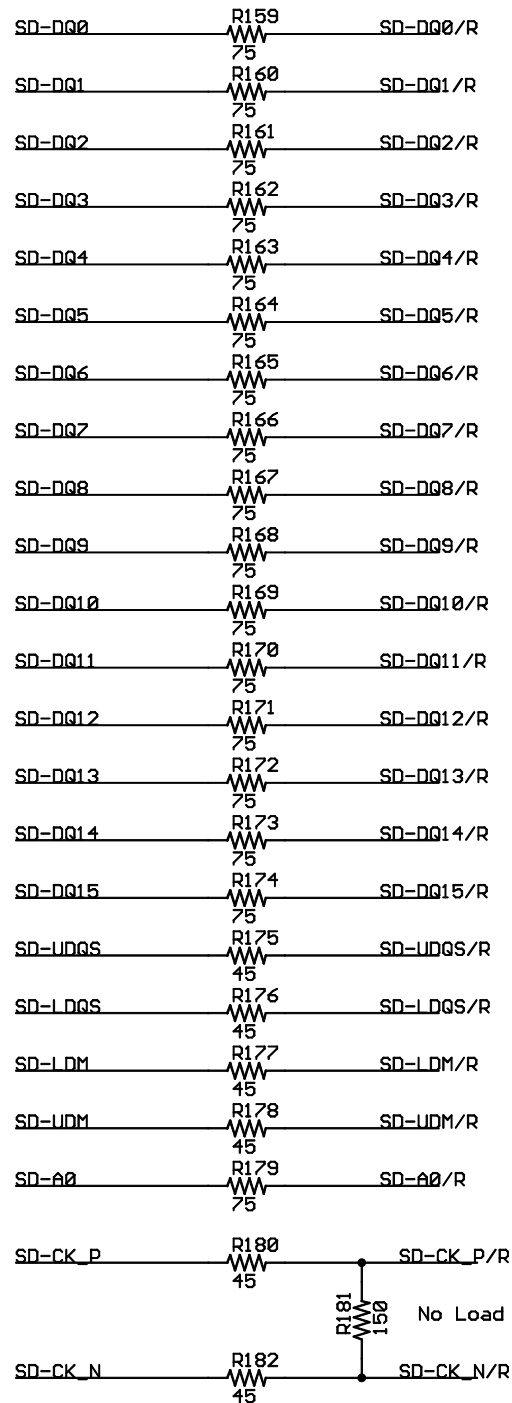 R159
SD-DQ0 SD-DQ0/R
75
R160
SD-DQ1 SD-DQ1/R
75
R161
SD-DQ2 SD-DQ2/R
75
R162
SD-DQ3 SD-DQ3/R
75
R163
SD-DQ4 SD-DQ4/R
75
R164
SD-DQ5 SD-DQ5/R
75
R165
SD-DQ6 SD-DQ6/R
75
R166
SD-DQ7 SD-DQ7/R
75
R167
SD-DQ8 SD-DQ8/R
75
R168
SD-DQ9 SD-DQ9/R
75
R169
SD-DQ10 SD-DQ10/R
75
R170
SD-DQ11 SD-DQ11/R
75
R171
SD-DQ12 SD-DQ12/R
75
R172
SD-DQ13 SD-DQ13/R
75
R173
SD-DQ14 SD-DQ14/R
75
R174
SD-DQ15 SD-DQ15/R
75
R175
SD-UDQS SD-UDQS/R
45
R176
SD-LDQS SD-LDQS/R
45
R177
SD-LDM SD-LDM/R
45
R178
SD-UDM SD-UDM/R
45
R179
SD-A0 SD-A0/R
75
R180
SD-CK_P SD-CK_P/R
45
R181
150
No Load
R182
SD-CK_N SD-CK_N/R
45